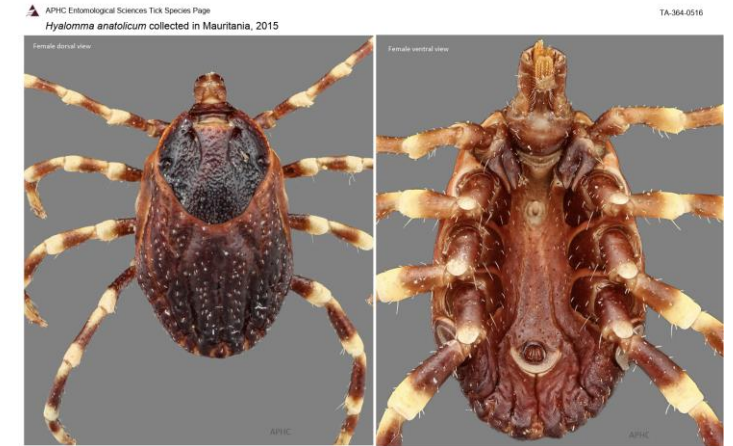 APHC Entomological Sciences Tick Species Page
TA-364-0516
Hyalomma anatolicum collected in Mauritania, 2015
Female dorsal view
Female ventral view
APHC
APHC